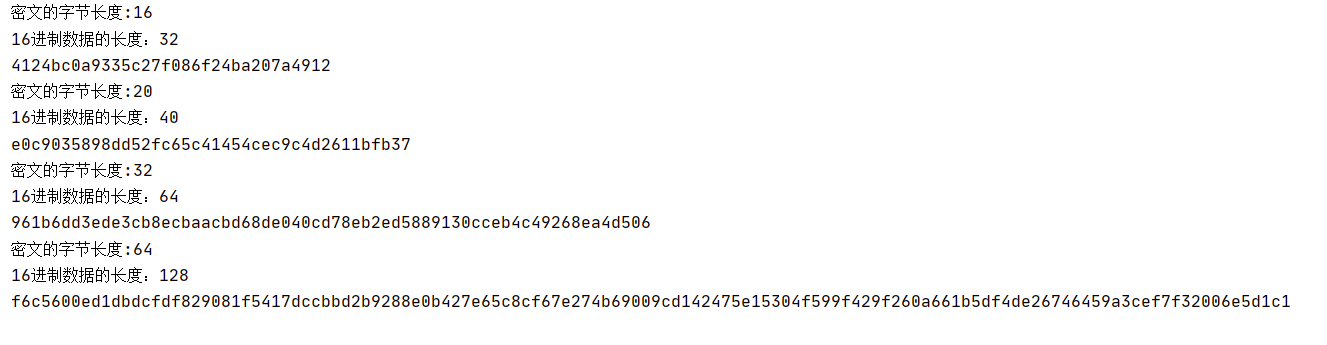 密文的字节长度:16
16进制数据的长度：32
4124bc0a9335c27f086f24ba207a4912
密文的字节长度:20
16进制数据的长度：40
e0c9035898dd52fc65c41454cec9c4d2611bfb37
密文的字节长度:32
16进制数据的长度：64
961b6dd3ede3cb8ecbaacbd68de040cd78eb2ed5889130cceb4c49268ea4d506
密文的字节长度:64
16进制数据的长度：128
f6c5600ed1dbdcfdf829081f5417dccbbd2b9288e0b427e65c8cf67e274b69009cd142475e15304f599f429f260a661b5df4de26746459a3cef7f32006e5d1c1